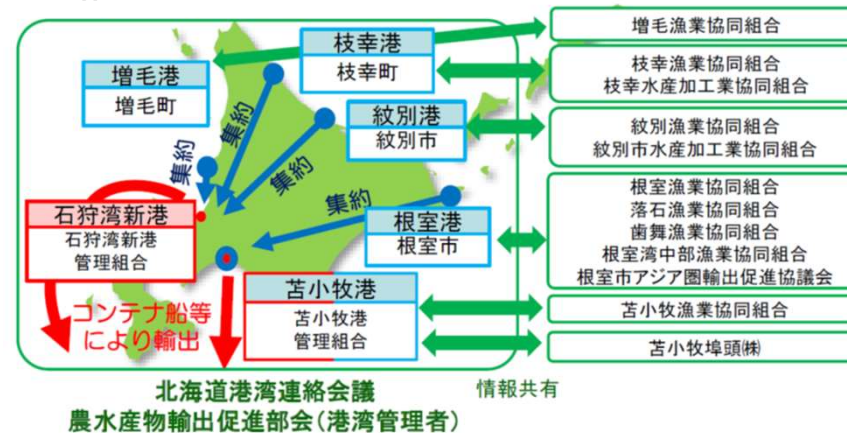 増毛港
増毛町
枝幸港
枝幸町
紋別港
紋別市
集約
集約
集約
集約
石狩湾新港
石狩湾新港
管理組合
根室港
根室市
苫小牧港
苫小牧港
管理組合
コンテナ船等
により輸出
北海道港湾連絡会議
農水産物輸出促進部会(港湾管理者)
情報共有
増毛漁業協同組合
枝幸漁業協同組合
枝幸水産加工業協同組合
紋別漁業協同組合
紋別市水産加工業協同組合
根室漁業協同組合
落石漁業協同組合
歯舞漁業協同組合
根室湾中部漁業協同組合
根室市アジア圏輸出促進協議会
苫小牧漁業協同組合
苫小牧埠頭㈱